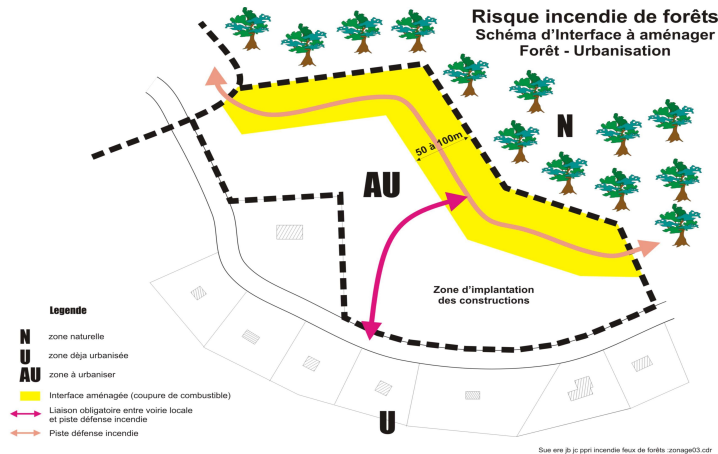 Risque incendie de forêts
Schéma d'Interface à aménager
Forêt - Urbanisation
N
50 à 100m
AU
Zone d'implantation
des constructions
Legende
N zone naturelle
U zone dèja urbanisée
AU zone à urbaniser
Interface aménagée (coupure de combustible)
Liaison obligatoire entre voirie locale
et piste défense incendie
Piste défense incendie
U
Sue ere jb jc ppri incendie feux de forêts :zonage03.cdr